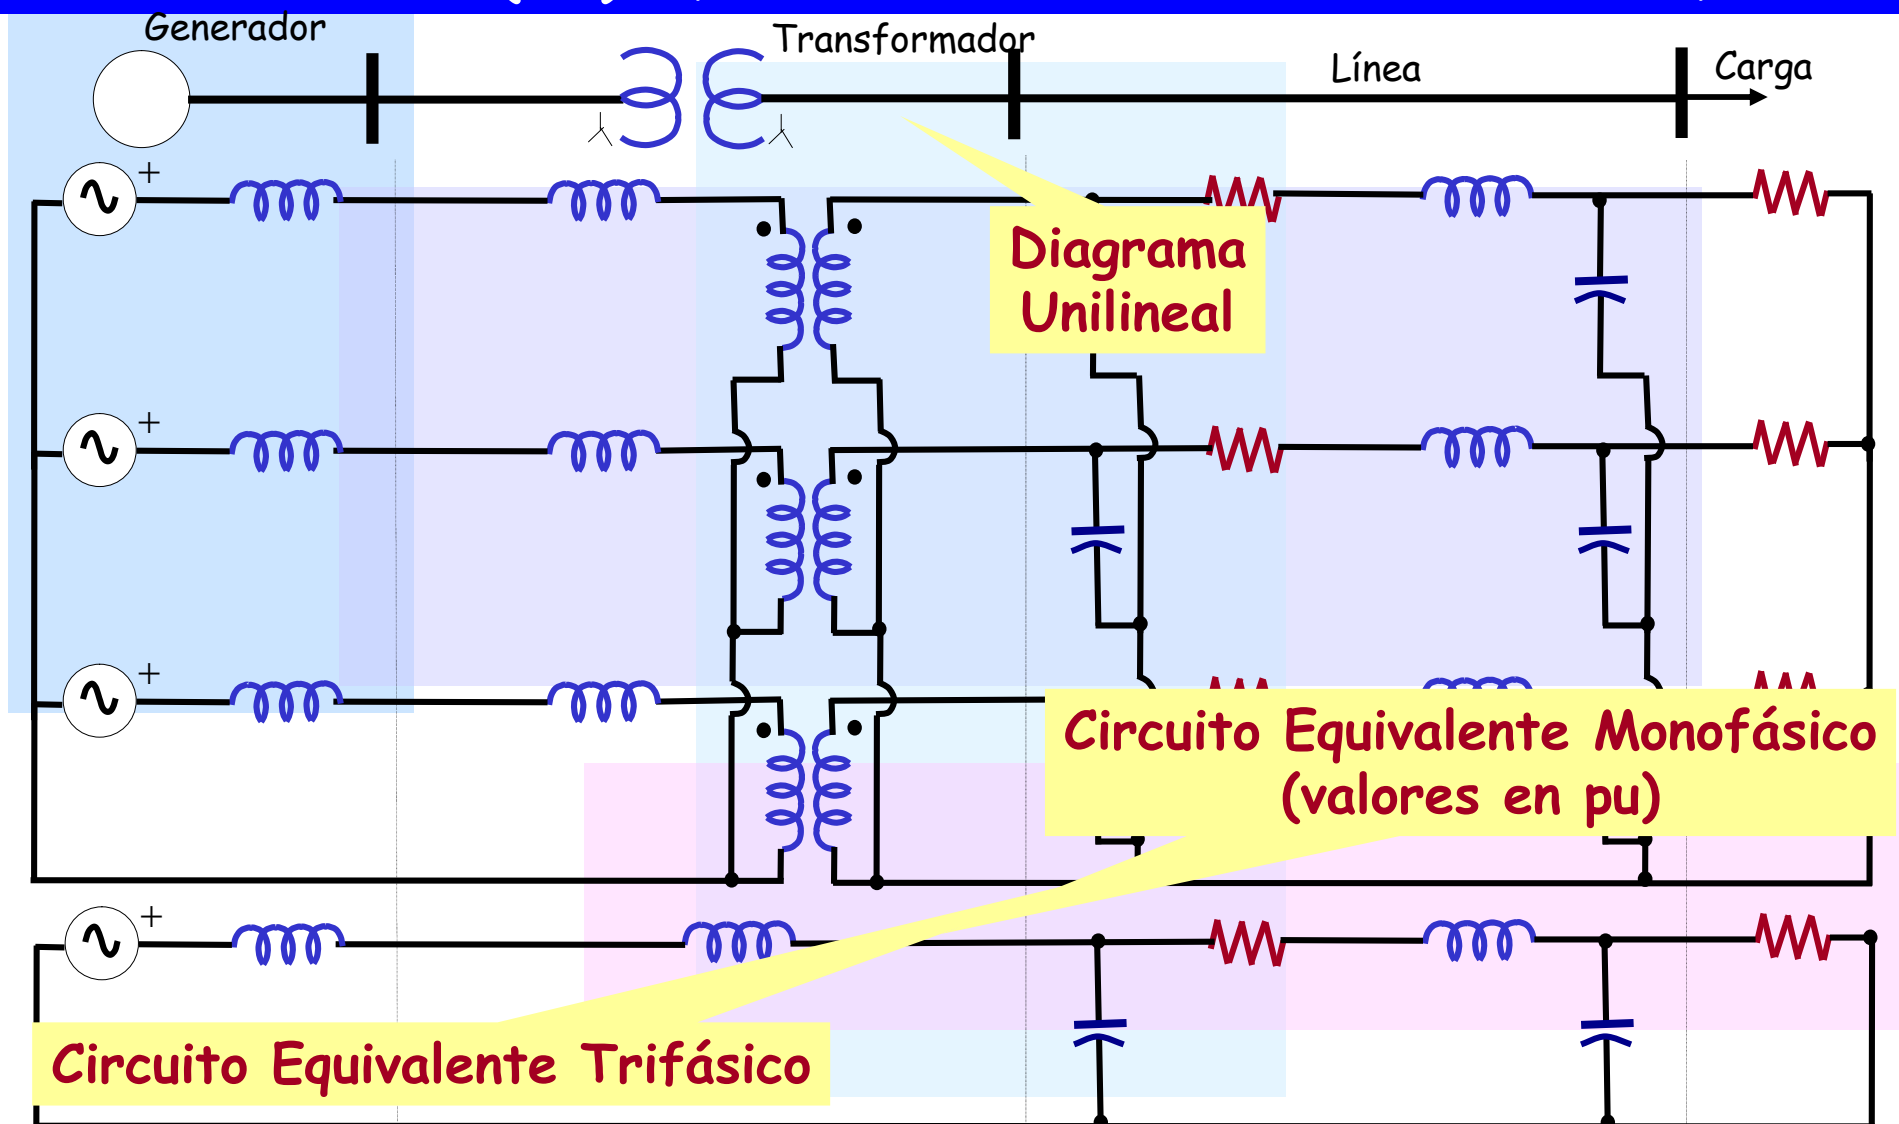 Generador
Transformador
Línea
Carga
+
+
Diagrama
Unilineal
+
+
Circuito Equivalente Monofásico
(valores en pu)
+
Circuito Equivalente Trifásico